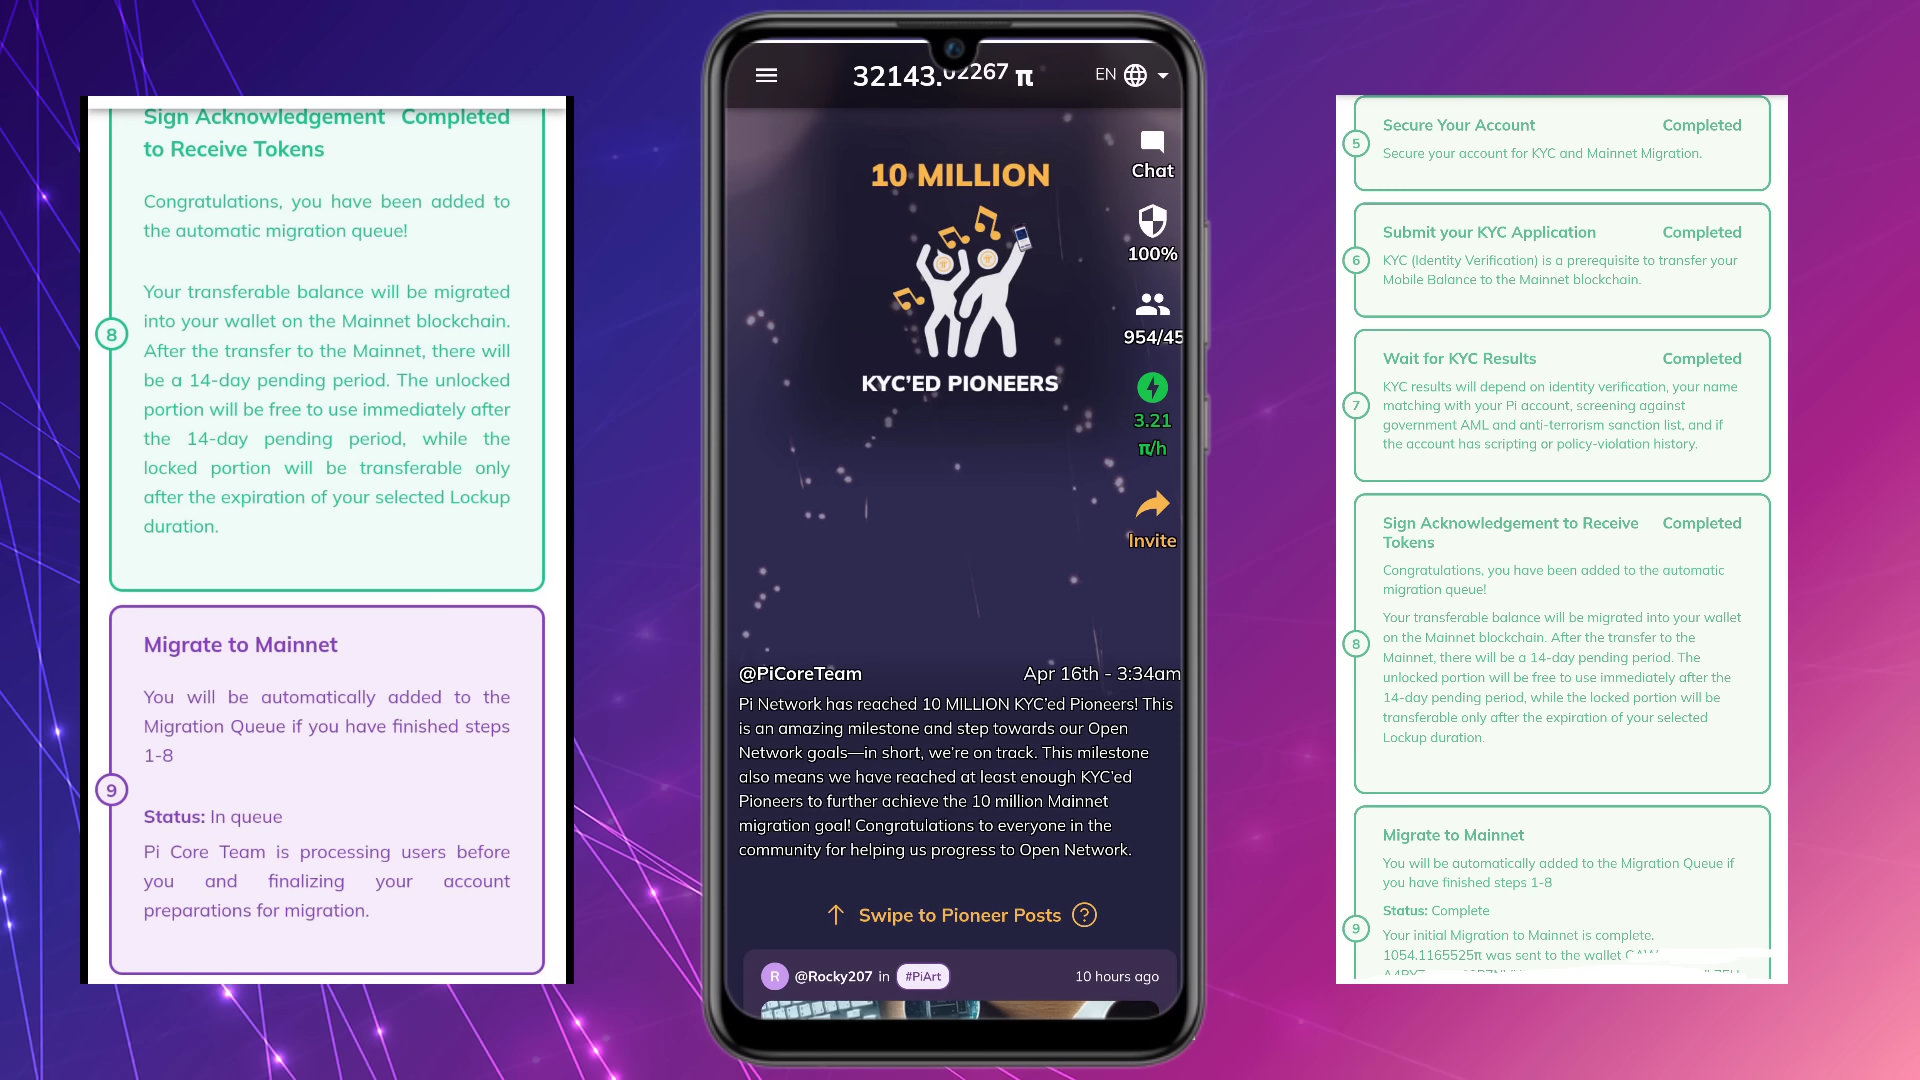 Sign Acknowledgement Completed
to Receive Tokens
Congratulations, you have been added to
the automatic migration queue!
Your transferable balance will be migrated
into your wallet on the Mainnet blockchain.
8
After the transfer to the Mainnet, there will
be a 14-day pending period. The unlocked
portion will be free to use immediately after
the 14-day pending period, while the
locked portion will be transferable only
after the expiration of your selected Lockup
duration.
Migrate to Mainnet
You will be automatically added to the
Migration Queue if you have finished steps
1-8
9
Status: In queue
Pi Core Team is processing users before
you and finalizing your account
preparations for migration.
32143.02267 π
EN
10 MILLION
KYC'ED PIONEERS
Chat
100%
954/45
3.21
π/h
Invite
@PiCoreTeam Apr 16th - 3:34am
Pi Network has reached 10 MILLION KYC'ed Pioneers! This
is an amazing milestone and step towards our Open
Network goals—in short, we're on track. This milestone
also means we have reached at least enough KYC'ed
Pioneers to further achieve the 10 million Mainnet
migration goal! Congratulations to everyone in the
community for helping us progress to Open Network.
Swipe to Pioneer Posts ?
R @Rocky207 in #PiArt 10 hours ago
Secure Your Account Completed
5
Secure your account for KYC and Mainnet Migration.
Submit your KYC Application Completed
6
KYC (Identity Verification) is a prerequisite to transfer your
Mobile Balance to the Mainnet blockchain.
Wait for KYC Results Completed
KYC results will depend on identity verification, your name
7
matching with your Pi account, screening against
government AML and anti-terrorism sanction list, and if
the account has scripting or policy-violation history.
Sign Acknowledgement to Receive Completed
Tokens
Congratulations, you have been added to the automatic
migration queue!
Your transferable balance will be migrated into your wallet
on the Mainnet blockchain. After the transfer to the
8
Mainnet, there will be a 14-day pending period. The
unlocked portion will be free to use immediately after the
14-day pending period, while the locked portion will be
transferable only after the expiration of your selected
Lockup duration.
Migrate to Mainnet
You will be automatically added to the Migration Queue if
you have finished steps 1-8
Status: Complete
9
Your initial Migration to Mainnet is complete.
1054.1165525π was sent to the wallet